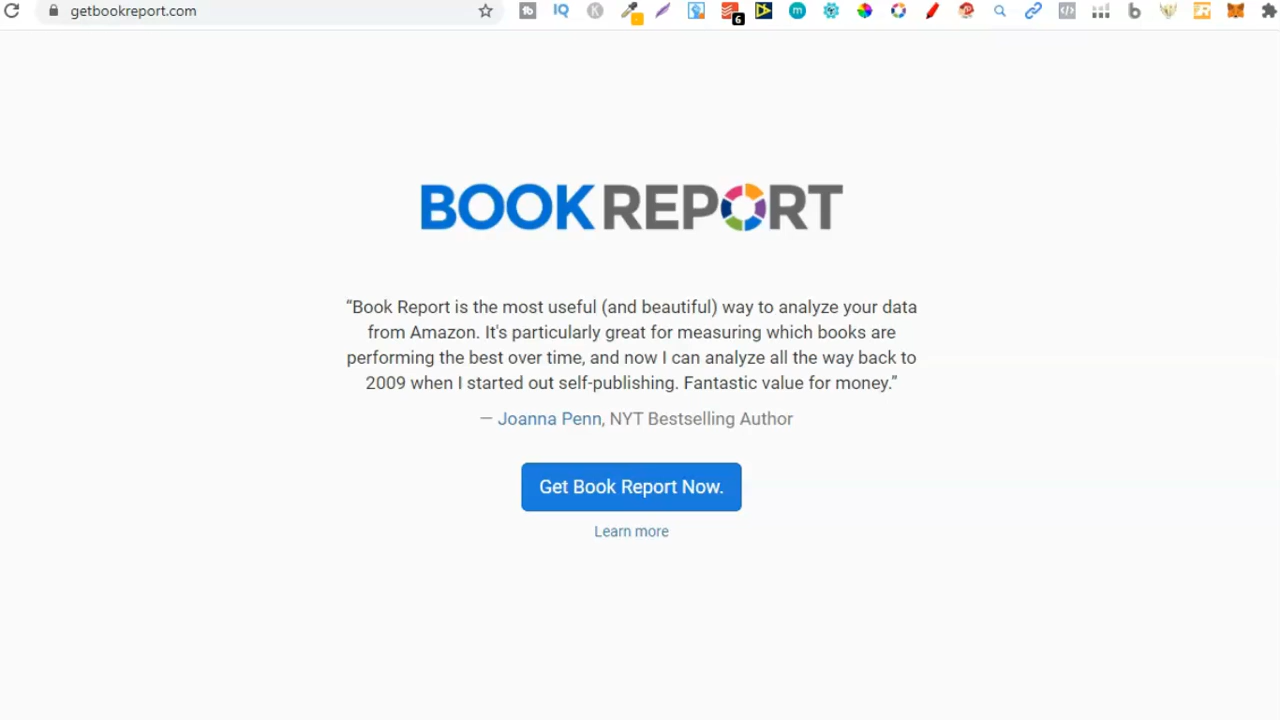 getbookreport.com
IQ
K
6
m
b
BOOK REPORT
“Book Report is the most useful (and beautiful) way to analyze your data
from Amazon. It's particularly great for measuring which books are
performing the best over time, and now I can analyze all the way back to
2009 when I started out self-publishing. Fantastic value for money.”
— Joanna Penn, NYT Bestselling Author
Get Book Report Now.
Learn more